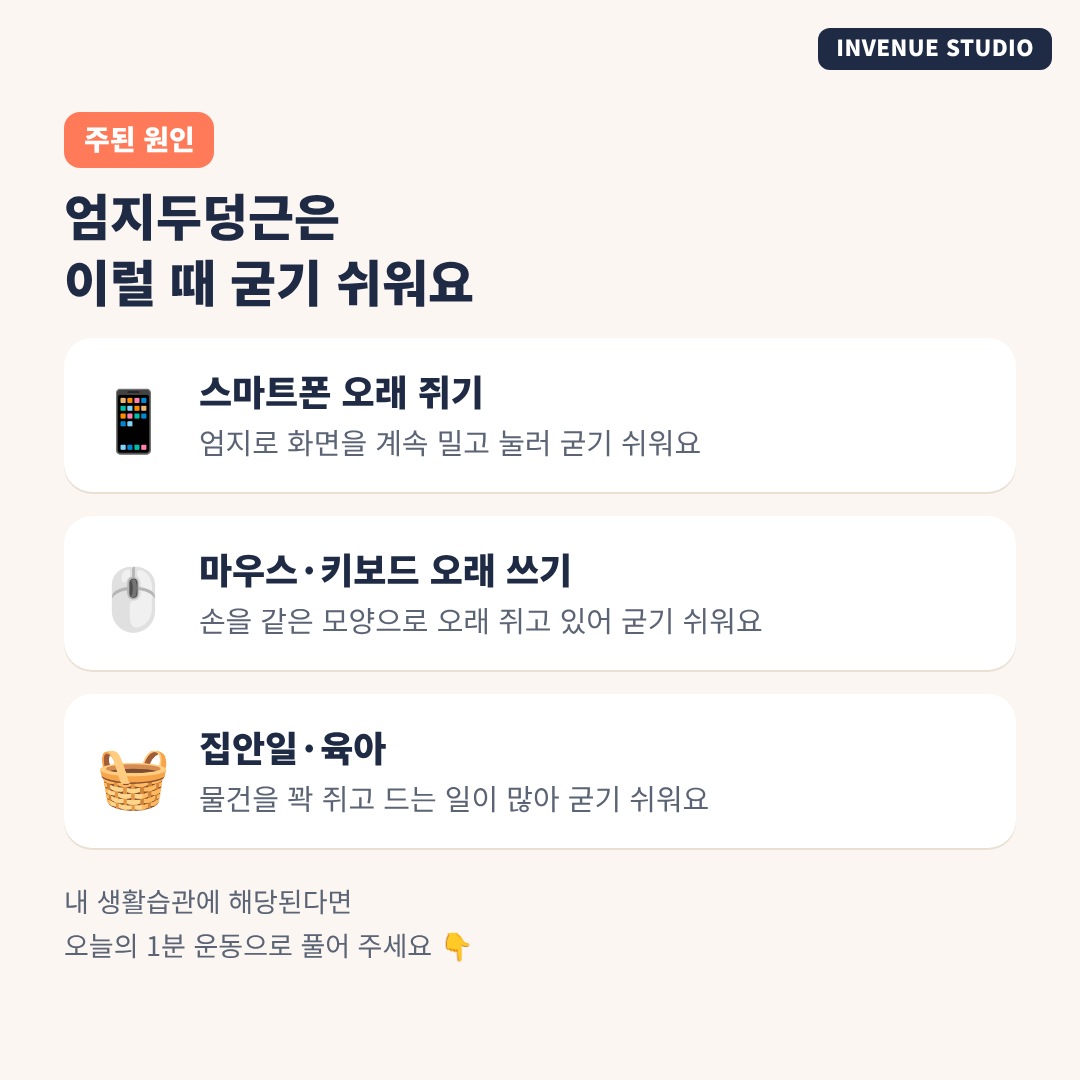 INVENUE STUDIO
주된 원인
엄지두덩근은
이럴 때 굳기 쉬워요
스마트폰 오래 쥐기
엄지로 화면을 계속 밀고 눌러 굳기 쉬워요
마우스·키보드 오래 쓰기
손을 같은 모양으로 오래 쥐고 있어 굳기 쉬워요
집안일·육아
물건을 꽉 쥐고 드는 일이 많아 굳기 쉬워요
내 생활습관에 해당된다면
오늘의 1분 운동으로 풀어 주세요 👇